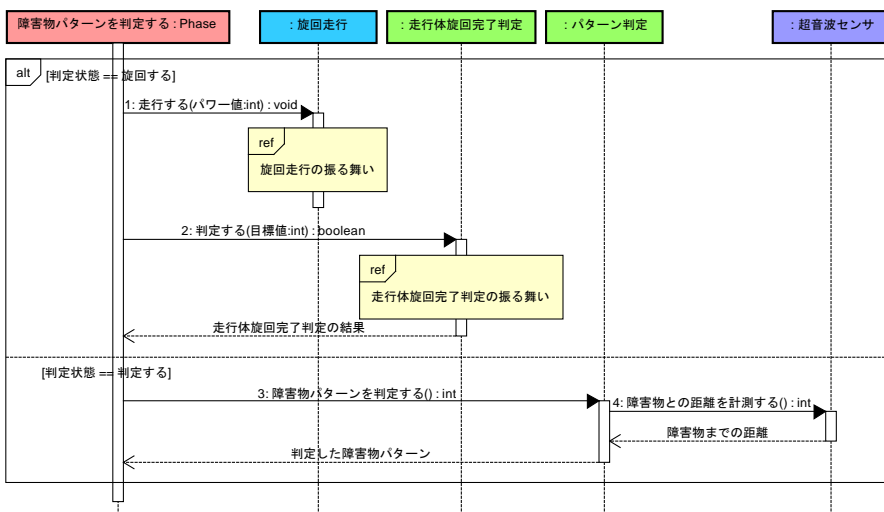 障害物パターンを判定する : Phase
: 旋回走行
: 走行体旋回完了判定
: パターン判定
: 超音波センサ
alt
[判定状態 == 旋回する]
1: 走行する(パワー値:int) : void
ref
旋回走行の振る舞い
2: 判定する(目標値:int) : boolean
ref
走行体旋回完了判定の振る舞い
走行体旋回完了判定の結果
[判定状態 == 判定する]
3: 障害物パターンを判定する() : int
4: 障害物との距離を計測する() : int
障害物までの距離
判定した障害物パターン